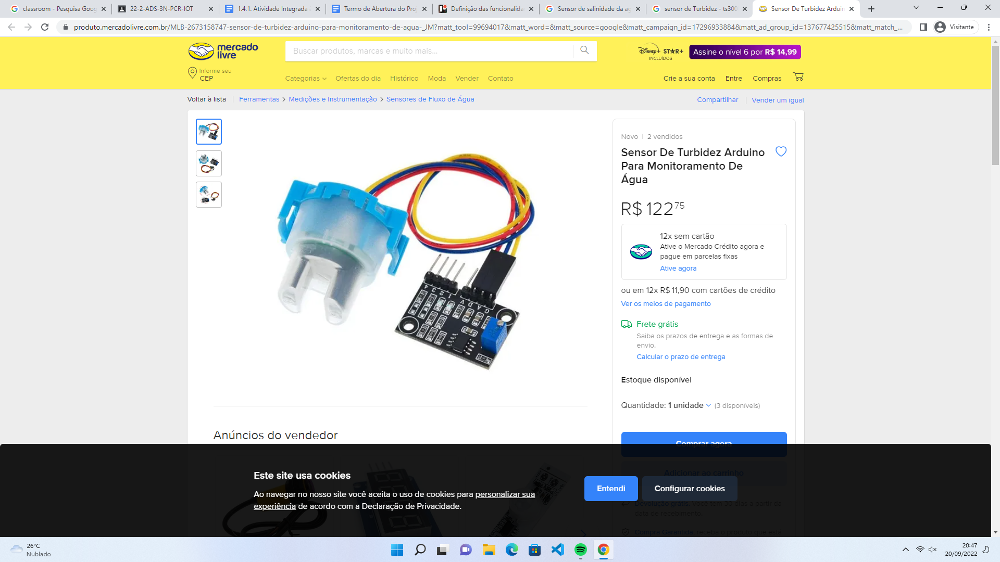 classroom - Pesquisa Goog
22-2-ADS-3N-PCR-IOT
1.4.1. Atividade Integrada
Termo de Abertura do Proj
Definição das funcionalida
Sensor de salinidade da ag
sensor de Turbidez - ts300
Sensor De Turbidez Arduin
produto.mercadolivre.com.br/MLB-2673158747-sensor-de-turbidez-arduino-para-monitoramento-de-agua-_JM?matt_tool=99694017&matt_word=&matt_source=google&matt_campaign_id=17296933884&matt_ad_group_id=137677425515&matt_match_...
Visitante
mercado
livre
Buscar produtos, marcas e muito mais...
Disney+ STAR+
INCLUÍDOS
Assine o nível 6 por R$ 14,99
Informe seu
CEP
Categorias
Ofertas do dia
Histórico
Moda
Vender
Contato
Crie a sua conta
Entre
Compras
Voltar à lista
Ferramentas > Medições e Instrumentação > Sensores de Fluxo de Água
Compartilhar
Vender um igual
Novo | 2 vendidos
Sensor De Turbidez Arduino
Para Monitoramento De
Água
R$ 122 75
12x sem cartão
Ative o Mercado Crédito agora e
pague em parcelas fixas
Ative agora
ou em 12x R$ 11,90 com cartões de crédito
Ver os meios de pagamento
Frete grátis
Saiba os prazos de entrega e as formas de
envio.
Calcular o prazo de entrega
Estoque disponível
Quantidade: 1 unidade (3 disponíveis)
4 3 2 1
V D A G
Anúncios do vendedor
Comprar agora
Adicionar ao carrinho
Este site usa cookies
Ao navegar no nosso site você aceita o uso de cookies para personalizar sua
experiência de acordo com a Declaração de Privacidade.
Entendi
Configurar cookies
Devolução grátis. Você tem 30 dias a partir da
data de recebimento.
Compra Garantida, receba o produto que está
26°C
Nublado
20:47
20/09/2022